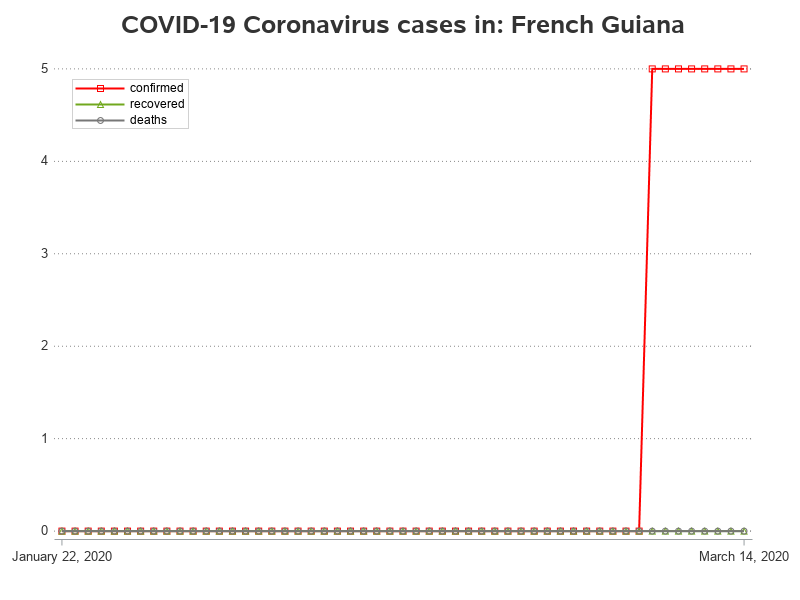 COVID-19 Coronavirus cases in: French Guiana
5
confirmed
recovered
deaths
4
3
2
1
0
January 22, 2020
March 14, 2020